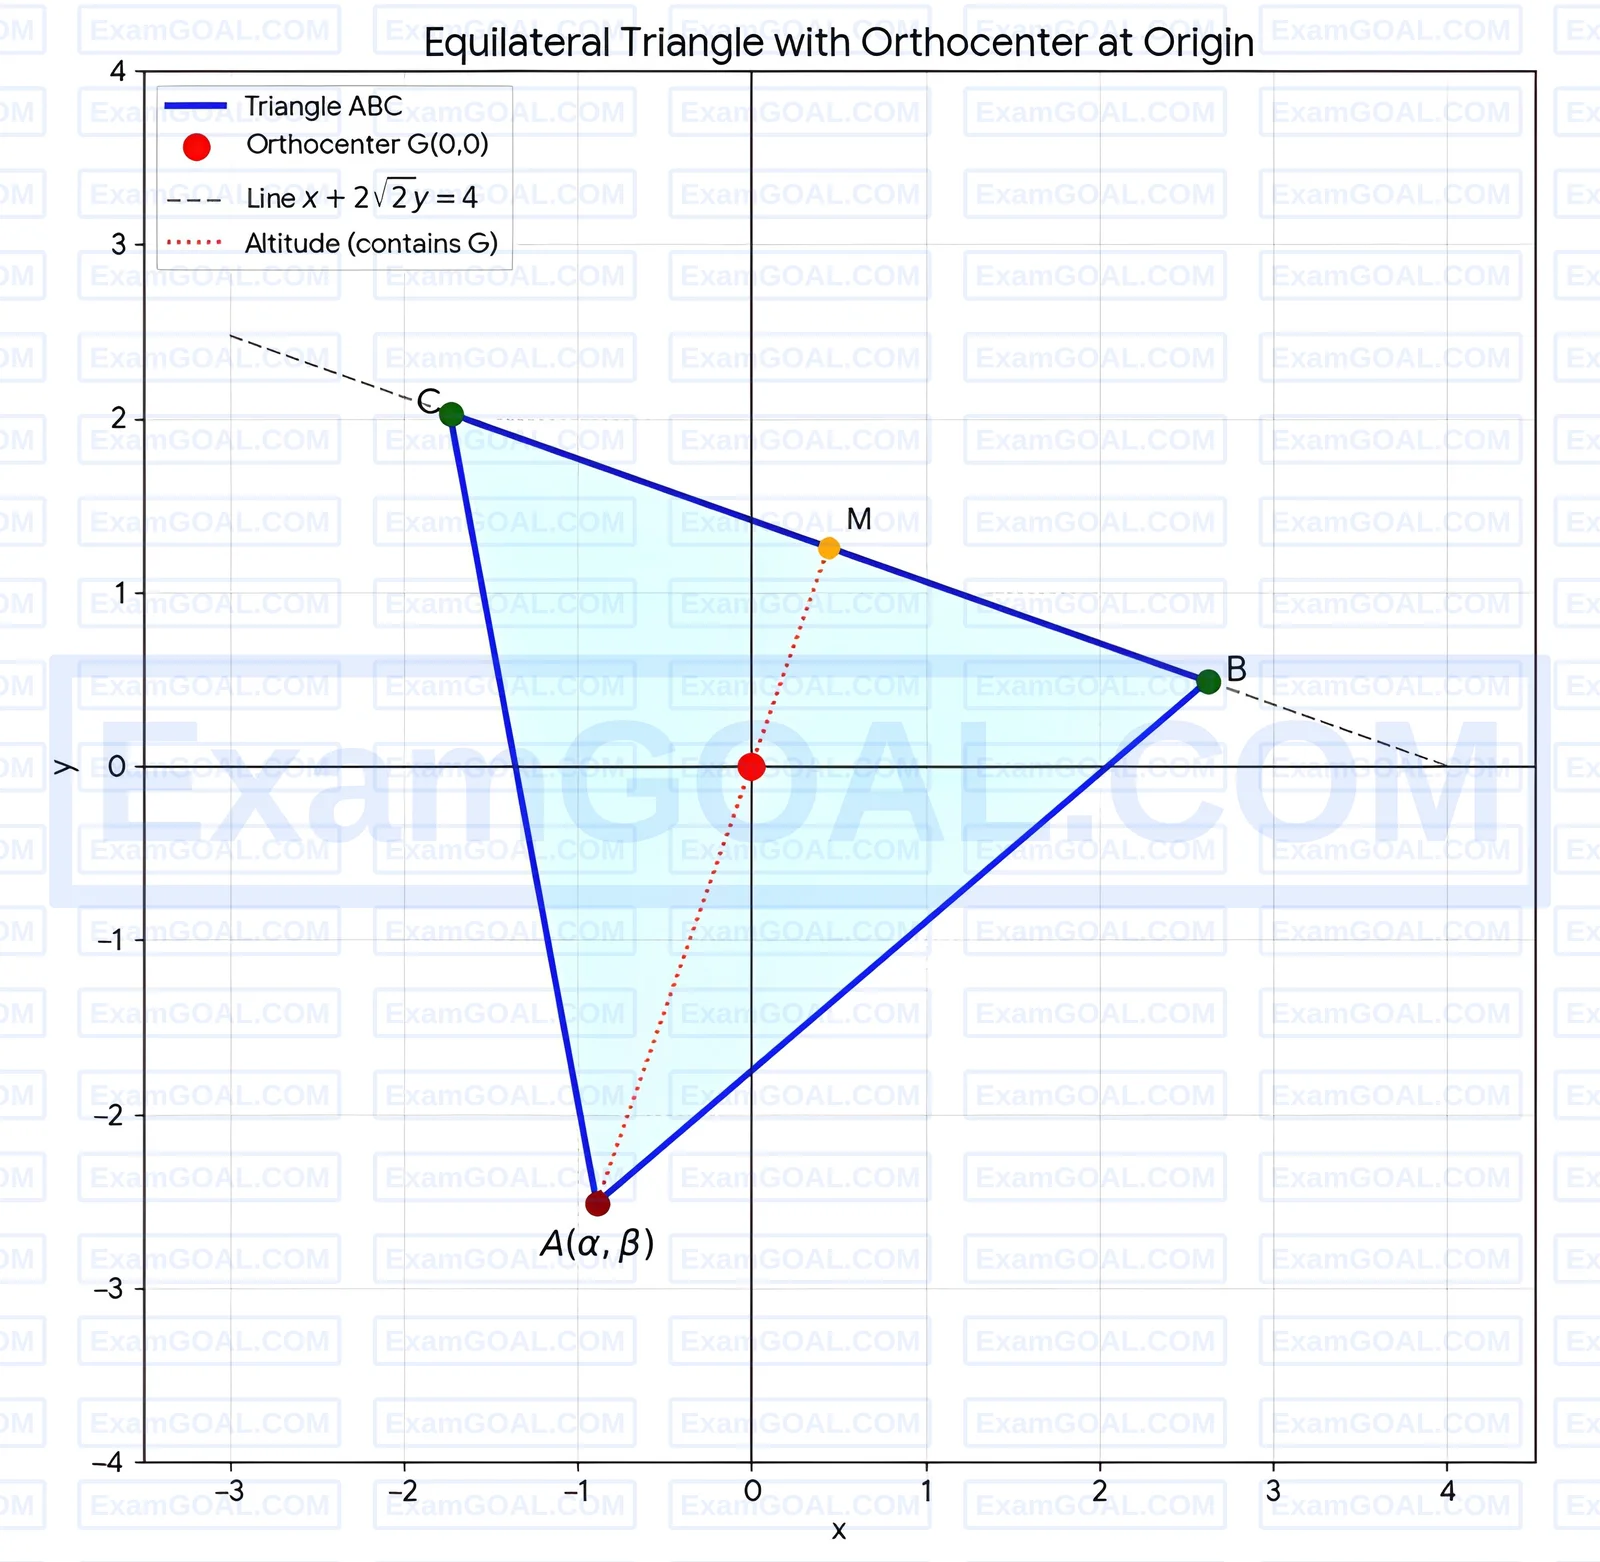 Equilateral Triangle with Orthocenter at Origin
Triangle ABC
Orthocenter G(0,0)
Line x + 2√2y = 4
Altitude (contains G)
4
3
2
1
0
−1
−2
−3
−4
y
C
M
B
A(α, β)
−3
−2
−1
0
1
2
3
4
x
ExamGOAL.COM